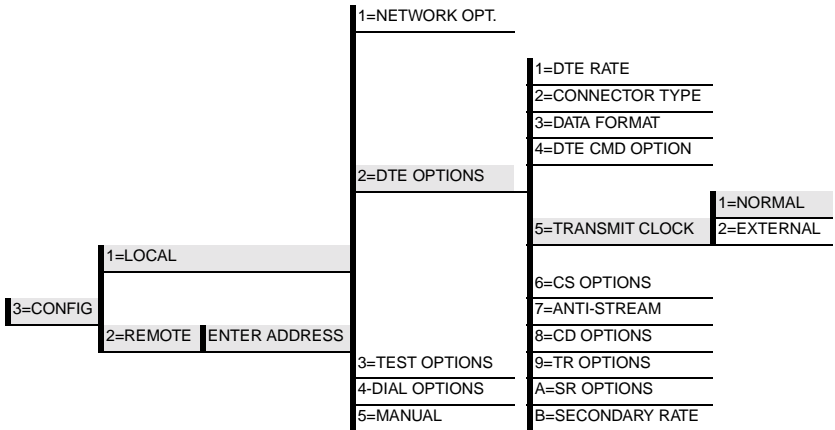 1=NETWORK OPT.
1=DTE RATE
2=CONNECTOR TYPE
3=DATA FORMAT
4=DTE CMD OPTION
2=DTE OPTIONS
1=NORMAL
5=TRANSMIT CLOCK
2=EXTERNAL
1=LOCAL
6=CS OPTIONS
3=CONFIG
7=ANTI-STREAM
2=REMOTE
ENTER ADDRESS
8=CD OPTIONS
3=TEST OPTIONS
9=TR OPTIONS
4-DIAL OPTIONS
A=SR OPTIONS
5=MANUAL
B=SECONDARY RATE